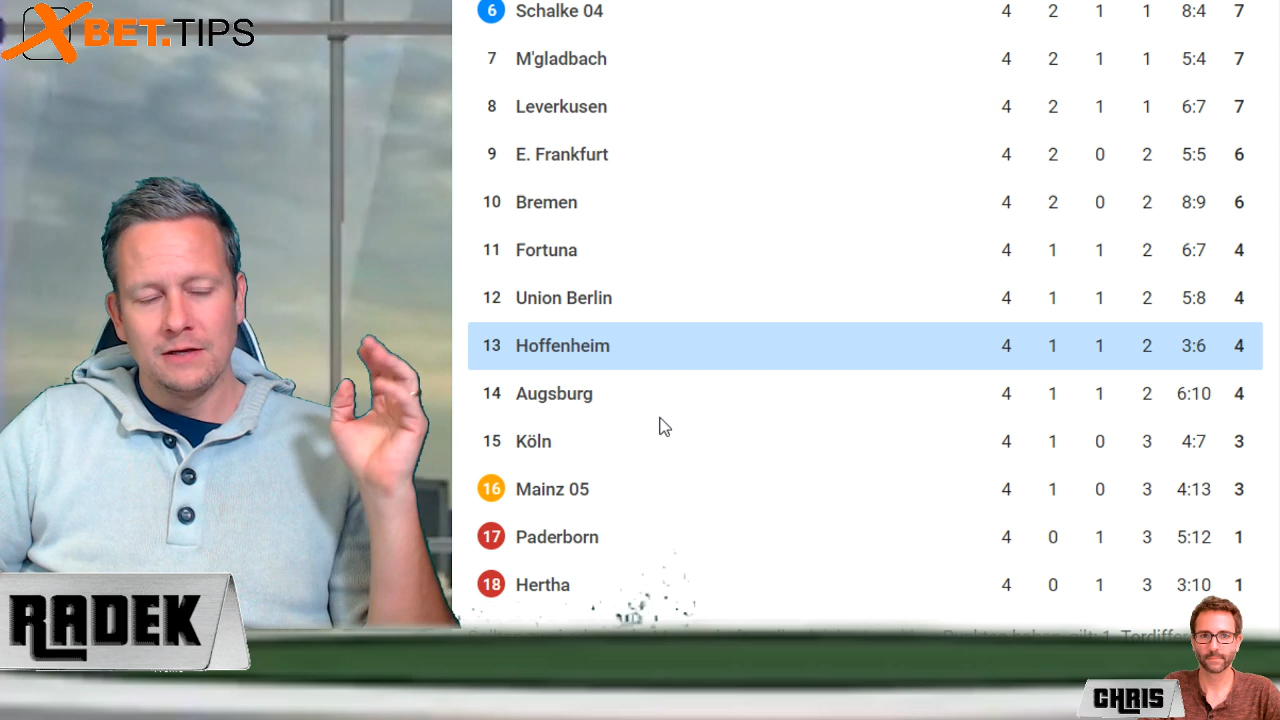 XBET.TIPS
6 Schalke 04 4 2 1 1 8:4 7
7 M'gladbach 4 2 1 1 5:4 7
8 Leverkusen 4 2 1 1 6:7 7
9 E. Frankfurt 4 2 0 2 5:5 6
10 Bremen 4 2 0 2 8:9 6
11 Fortuna 4 1 1 2 6:7 4
12 Union Berlin 4 1 1 2 5:8 4
13 Hoffenheim 4 1 1 2 3:6 4
14 Augsburg 4 1 1 2 6:10 4
15 Köln 4 1 0 3 4:7 3
16 Mainz 05 4 1 0 3 4:13 3
17 Paderborn 4 0 1 3 5:12 1
18 Hertha 4 0 1 3 3:10 1
RADEK
CHRIS